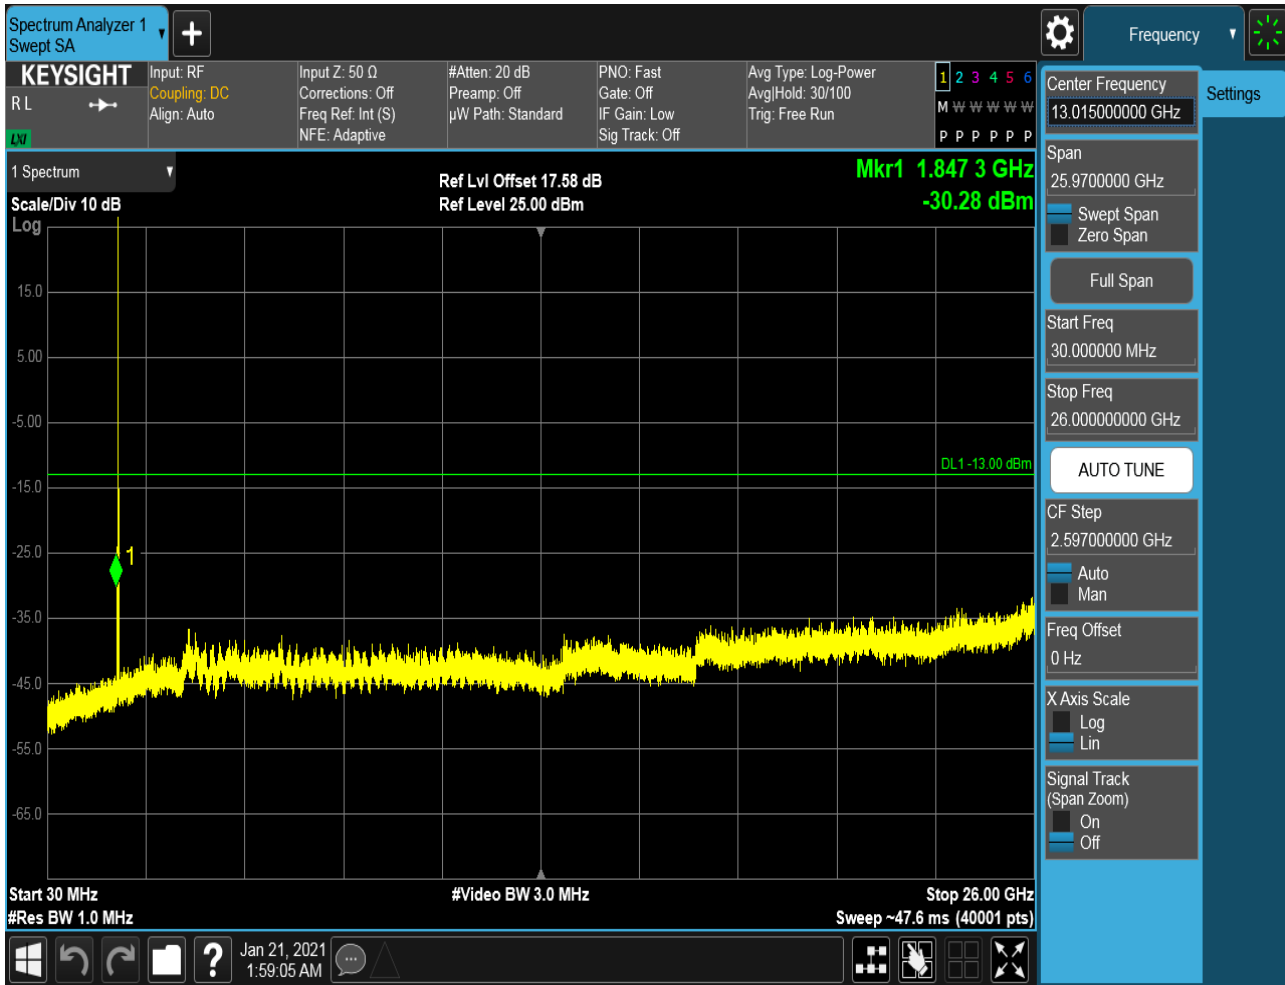 Spectrum Analyzer 1
Swept SA
Frequency
KEYSIGHT
R L
LXI
Input: RF
Coupling: DC
Align: Auto
Input Z: 50 Ω
Corrections: Off
Freq Ref: Int (S)
NFE: Adaptive
#Atten: 20 dB
Preamp: Off
µW Path: Standard
PNO: Fast
Gate: Off
IF Gain: Low
Sig Track: Off
Avg Type: Log-Power
Avg|Hold: 30/100
Trig: Free Run
1 2 3 4 5 6
M W W W W W
P P P P P P
1 Spectrum
Scale/Div 10 dB
Log
Ref Lvl Offset 17.58 dB
Ref Level 25.00 dBm
Mkr1 1.847 3 GHz
-30.28 dBm
15.0
5.00
-5.00
DL1 -13.00 dBm
-15.0
-25.0
1
-35.0
-45.0
-55.0
-65.0
Start 30 MHz
#Res BW 1.0 MHz
#Video BW 3.0 MHz
Stop 26.00 GHz
Sweep ~47.6 ms (40001 pts)
Center Frequency
13.015000000 GHz
Span
25.9700000 GHz
Swept Span
Zero Span
Full Span
Start Freq
30.000000 MHz
Stop Freq
26.000000000 GHz
AUTO TUNE
CF Step
2.597000000 GHz
Auto
Man
Freq Offset
0 Hz
X Axis Scale
Log
Lin
Signal Track
(Span Zoom)
On
Off
Settings
?
Jan 21, 2021
1:59:05 AM